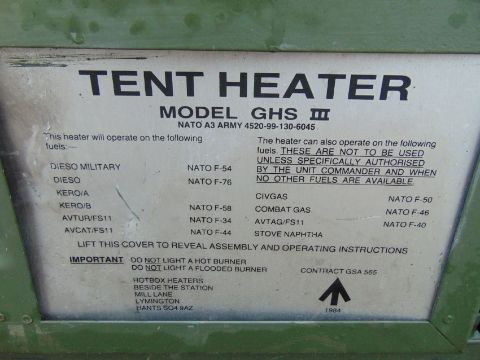 TENT HEATER
MODEL GHS III
NATO A3 ARMY 4520-99-130-6045
This heater will operate on the following
fuels:—
DIESO MILITARY NATO F-54
DIESO NATO F-76
KERO/A
KERO/B NATO F-58
AVTUR/FS11 NATO F-34
AVCAT/FS11 NATO F-44
The heater can also operate on the following
fuels. THESE ARE NOT TO BE USED
UNLESS SPECIFICALLY AUTHORISED
BY THE UNIT COMMANDER AND WHEN
NO OTHER FUELS ARE AVAILABLE.
CIVGAS NATO F-50
COMBAT GAS NATO F-46
AVTAG/FS11 NATO F-40
STOVE NAPHTHA
LIFT THIS COVER TO REVEAL ASSEMBLY AND OPERATING INSTRUCTIONS
IMPORTANT DO NOT LIGHT A HOT BURNER
DO NOT LIGHT A FLOODED BURNER
HOTBOX HEATERS
BESIDE THE STATION
MILL LANE
LYMINGTON
HANTS SO4 9AZ
CONTRACT GSA 565
1984